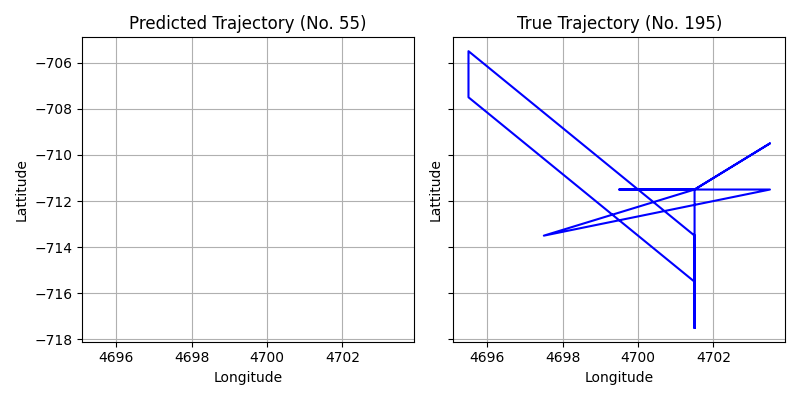 Predicted Trajectory (No. 55)
Lattitude
−706
−708
−710
−712
−714
−716
−718
4696 4698 4700 4702
Longitude
True Trajectory (No. 195)
Lattitude
4696 4698 4700 4702
Longitude